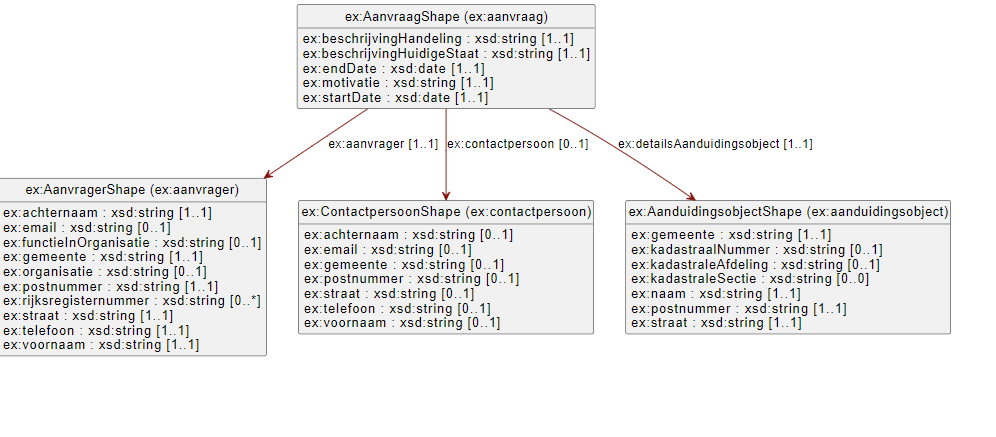 ex:AanvraagShape (ex:aanvraag)
ex:beschrijvingHandeling : xsd:string [1..1]
ex:beschrijvingHuidigeStaat : xsd:string [1..1]
ex:endDate : xsd:date [1..1]
ex:motivatie : xsd:string [1..1]
ex:startDate : xsd:date [1..1]
ex:aanvrager [1..1]
ex:contactpersoon [0..1]
ex:detailsAanduidingsobject [1..1]
ex:AanvragerShape (ex:aanvrager)
ex:achternaam : xsd:string [1..1]
ex:email : xsd:string [0..1]
ex:functieInOrganisatie : xsd:string [0..1]
ex:gemeente : xsd:string [1..1]
ex:organisatie : xsd:string [0..1]
ex:postnummer : xsd:string [1..1]
ex:rijksregisternummer : xsd:string [0..*]
ex:straat : xsd:string [1..1]
ex:telefoon : xsd:string [1..1]
ex:voornaam : xsd:string [1..1]
ex:ContactpersoonShape (ex:contactpersoon)
ex:achternaam : xsd:string [0..1]
ex:email : xsd:string [0..1]
ex:gemeente : xsd:string [0..1]
ex:postnummer : xsd:string [0..1]
ex:straat : xsd:string [0..1]
ex:telefoon : xsd:string [0..1]
ex:voornaam : xsd:string [0..1]
ex:AanduidingsobjectShape (ex:aanduidingsobject)
ex:gemeente : xsd:string [1..1]
ex:kadastraalNummer : xsd:string [0..1]
ex:kadastraleAfdeling : xsd:string [0..1]
ex:kadastraleSectie : xsd:string [0..0]
ex:naam : xsd:string [1..1]
ex:postnummer : xsd:string [1..1]
ex:straat : xsd:string [1..1]